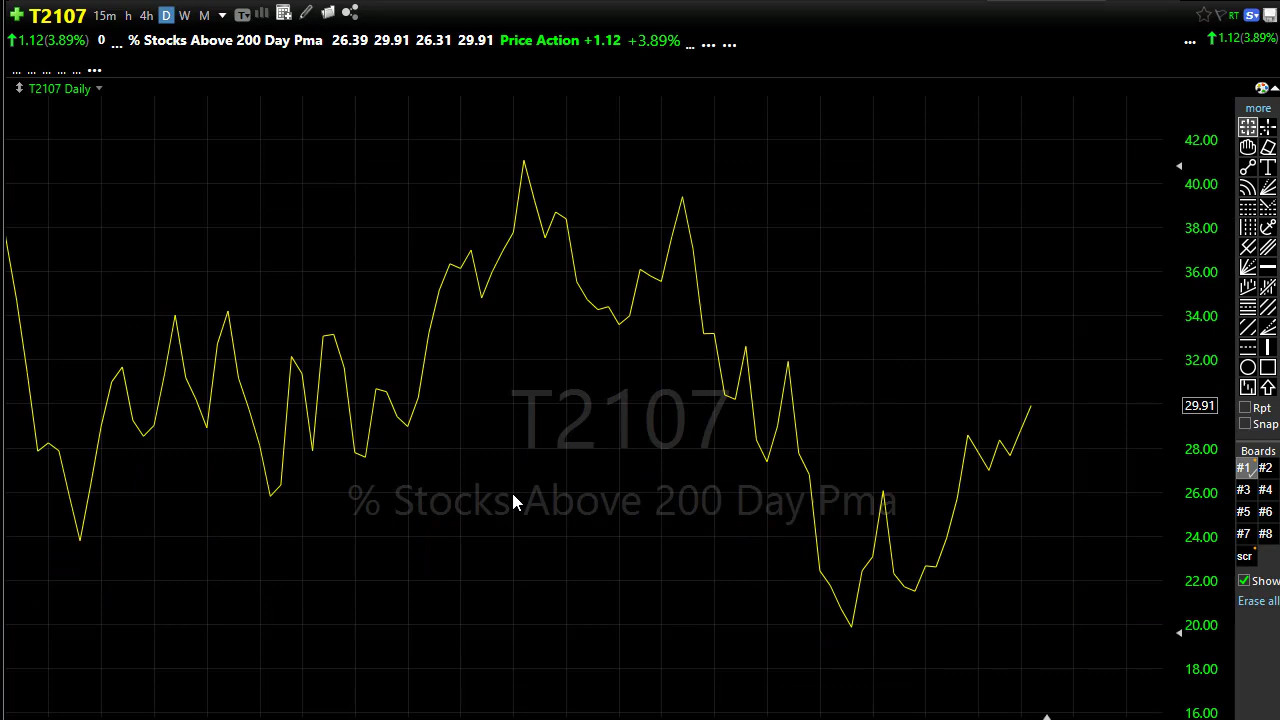 T2107 15m h 4h D W M T
RT S
1.12(3.89%) 0 ... % Stocks Above 200 Day Pma 26.39 29.91 26.31 29.91 Price Action +1.12 +3.89% ... ... ... ... 1.12(3.89%)
... ... ... ... ... ...
T2107 Daily
more
42.00
40.00
38.00
36.00
34.00
32.00
29.91
28.00
26.00
24.00
22.00
20.00
18.00
16.00
T2107
% Stocks Above 200 Day Pma
T
Rpt
Snap
Boards
#1 #2
#3 #4
#5 #6
#7 #8
scr
Show
Erase all